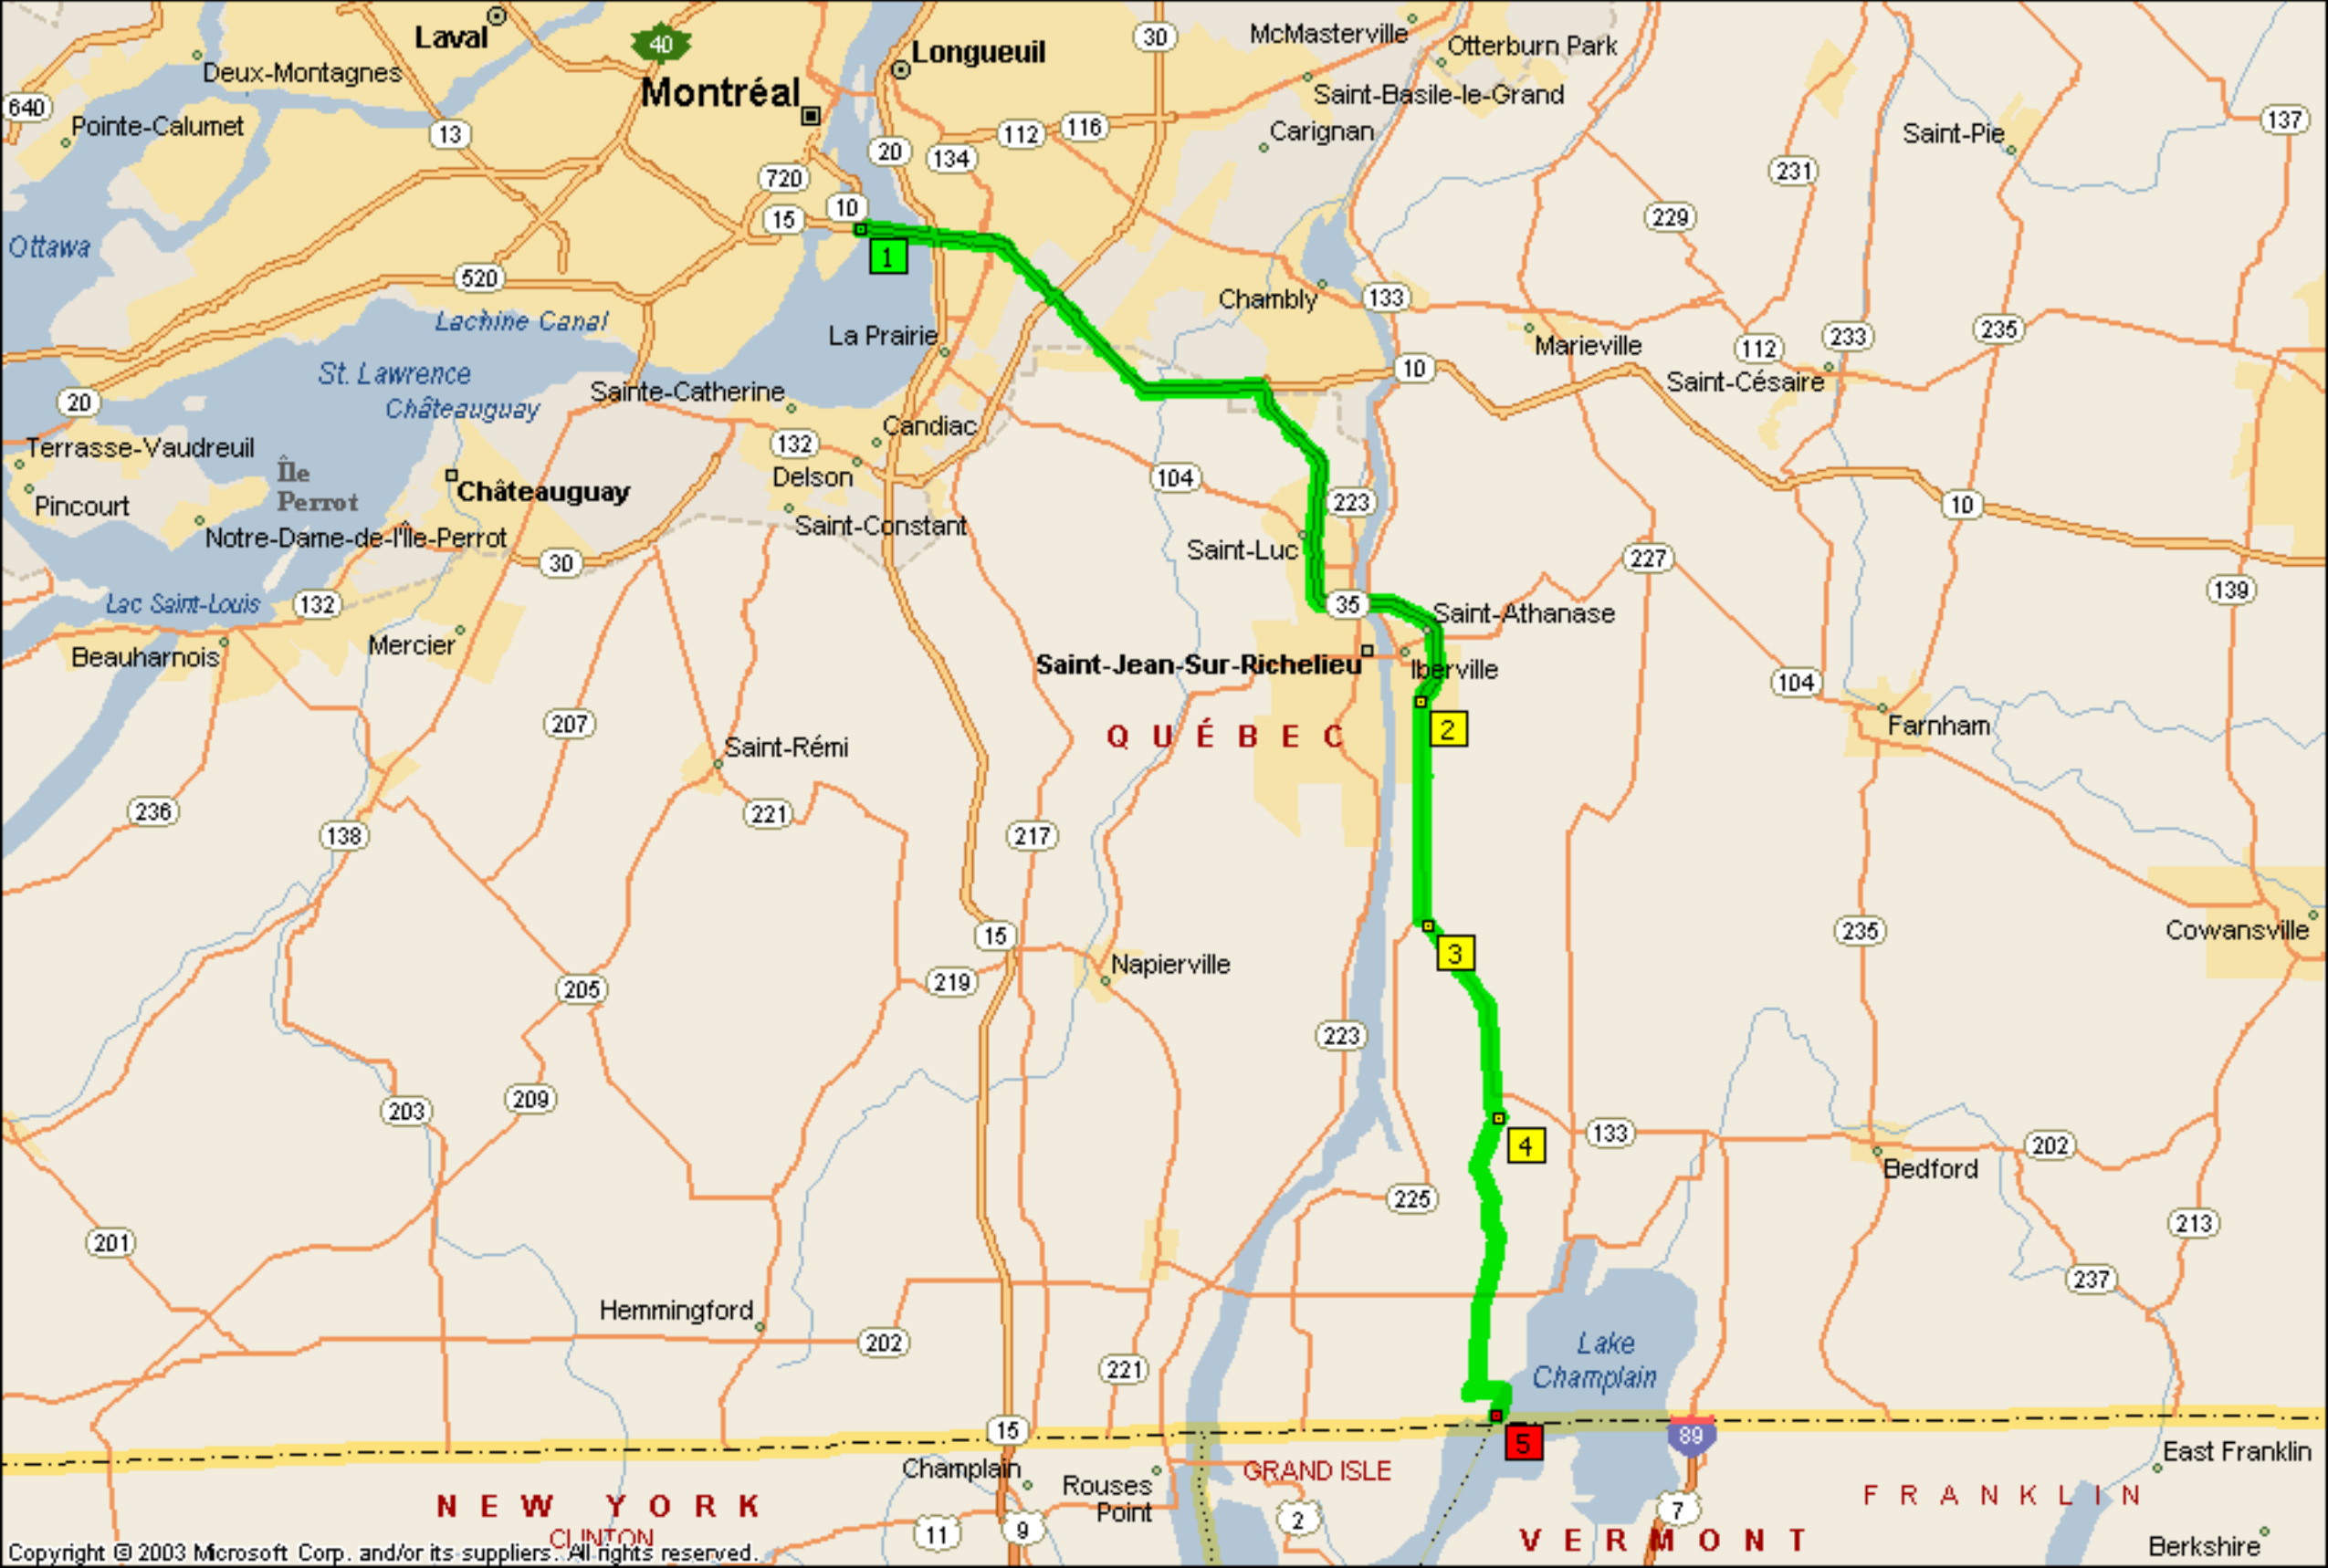 Laval
40
Longueuil
30
McMasterville
Otterburn Park
Deux-Montagnes
Montréal
Saint-Basile-le-Grand
640
Pointe-Calumet
13
20
134
112
116
Carignan
Saint-Pie
137
720
231
15
10
229
Ottawa
1
520
Chambly
133
Lachine Canal
La Prairie
Marieville
112
233
235
St. Lawrence
10
Saint-Césaire
20
Châteauguay
Sainte-Catherine
Candiac
Terrasse-Vaudreuil
132
Île
Perrot
Delson
104
Châteauguay
223
10
Pincourt
Notre-Dame-de-l'Île-Perrot
Saint-Constant
Saint-Luc
30
227
139
Lac Saint-Louis
132
35
Saint-Athanase
Beauharnois
Mercier
Saint-Jean-Sur-Richelieu
Iberville
104
207
QUÉBEC
2
Farnham
Saint-Rémi
236
221
138
217
15
3
235
Cowansville
Napierville
219
205
223
203
209
4
133
202
Bedford
225
201
213
237
Hemmingford
202
Lake
Champlain
221
15
5
89
East Franklin
Champlain
Rouses
Point
GRAND ISLE
NEW YORK
FRANKLIN
CLINTON
11
9
2
7
VERMONT
Berkshire
Copyright © 2003 Microsoft Corp. and/or its suppliers. All rights reserved.